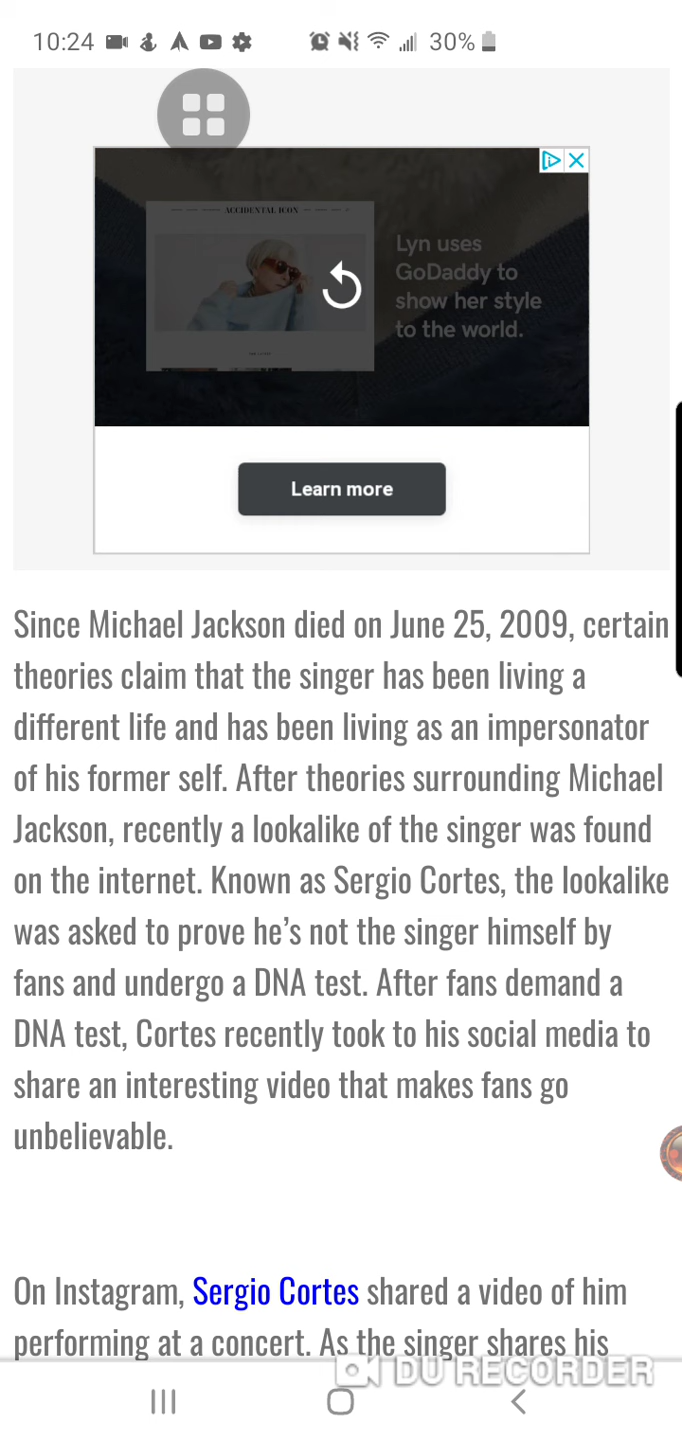 10:24
30%
ACCIDENTAL ICON
Lyn uses
GoDaddy to
show her style
to the world.
Learn more
Since Michael Jackson died on June 25, 2009, certain
theories claim that the singer has been living a
different life and has been living as an impersonator
of his former self. After theories surrounding Michael
Jackson, recently a lookalike of the singer was found
on the internet. Known as Sergio Cortes, the lookalike
was asked to prove he’s not the singer himself by
fans and undergo a DNA test. After fans demand a
DNA test, Cortes recently took to his social media to
share an interesting video that makes fans go
unbelievable.
On Instagram, Sergio Cortes shared a video of him
performing at a concert. As the singer shares his
DU RECORDER